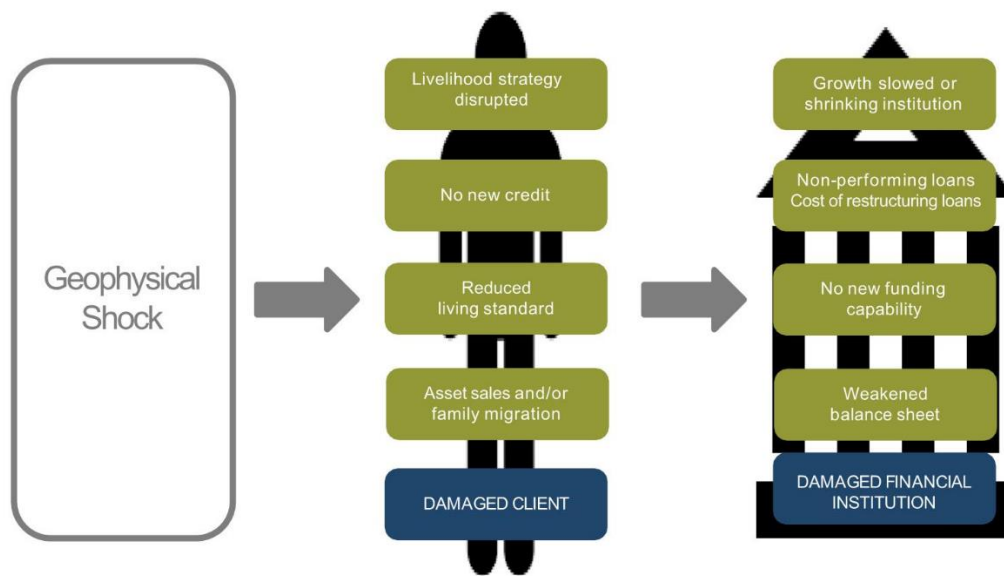 Geophysical
Shock
Livelihood strategy
disrupted
No new credit
Reduced
living standard
Asset sales and/or
family migration
DAMAGED CLIENT
Growth slowed or
shrinking institution
Non-performing loans
Cost of restructuring loans
No new funding
capability
Weakened
balance sheet
DAMAGED FINANCIAL
INSTITUTION